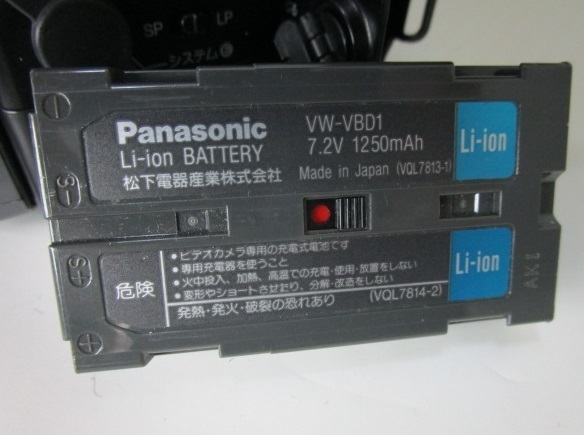 SP LP
システムE
Panasonic
VW-VBD1
Li-ion BATTERY
7.2V 1250mAh
松下電器産業株式会社
Made in Japan (VQL7813-1)
Li-ion
S-
S+
危険
•ビデオカメラ専用の充電式電池です
•専用充電器を使うこと
•火中投入、加熱、高温での充電・使用・放置をしない
•変形やショートさせたり、分解・改造をしない
発熱・発火・破裂の恐れあり
(VQL7814-2)
Li-ion